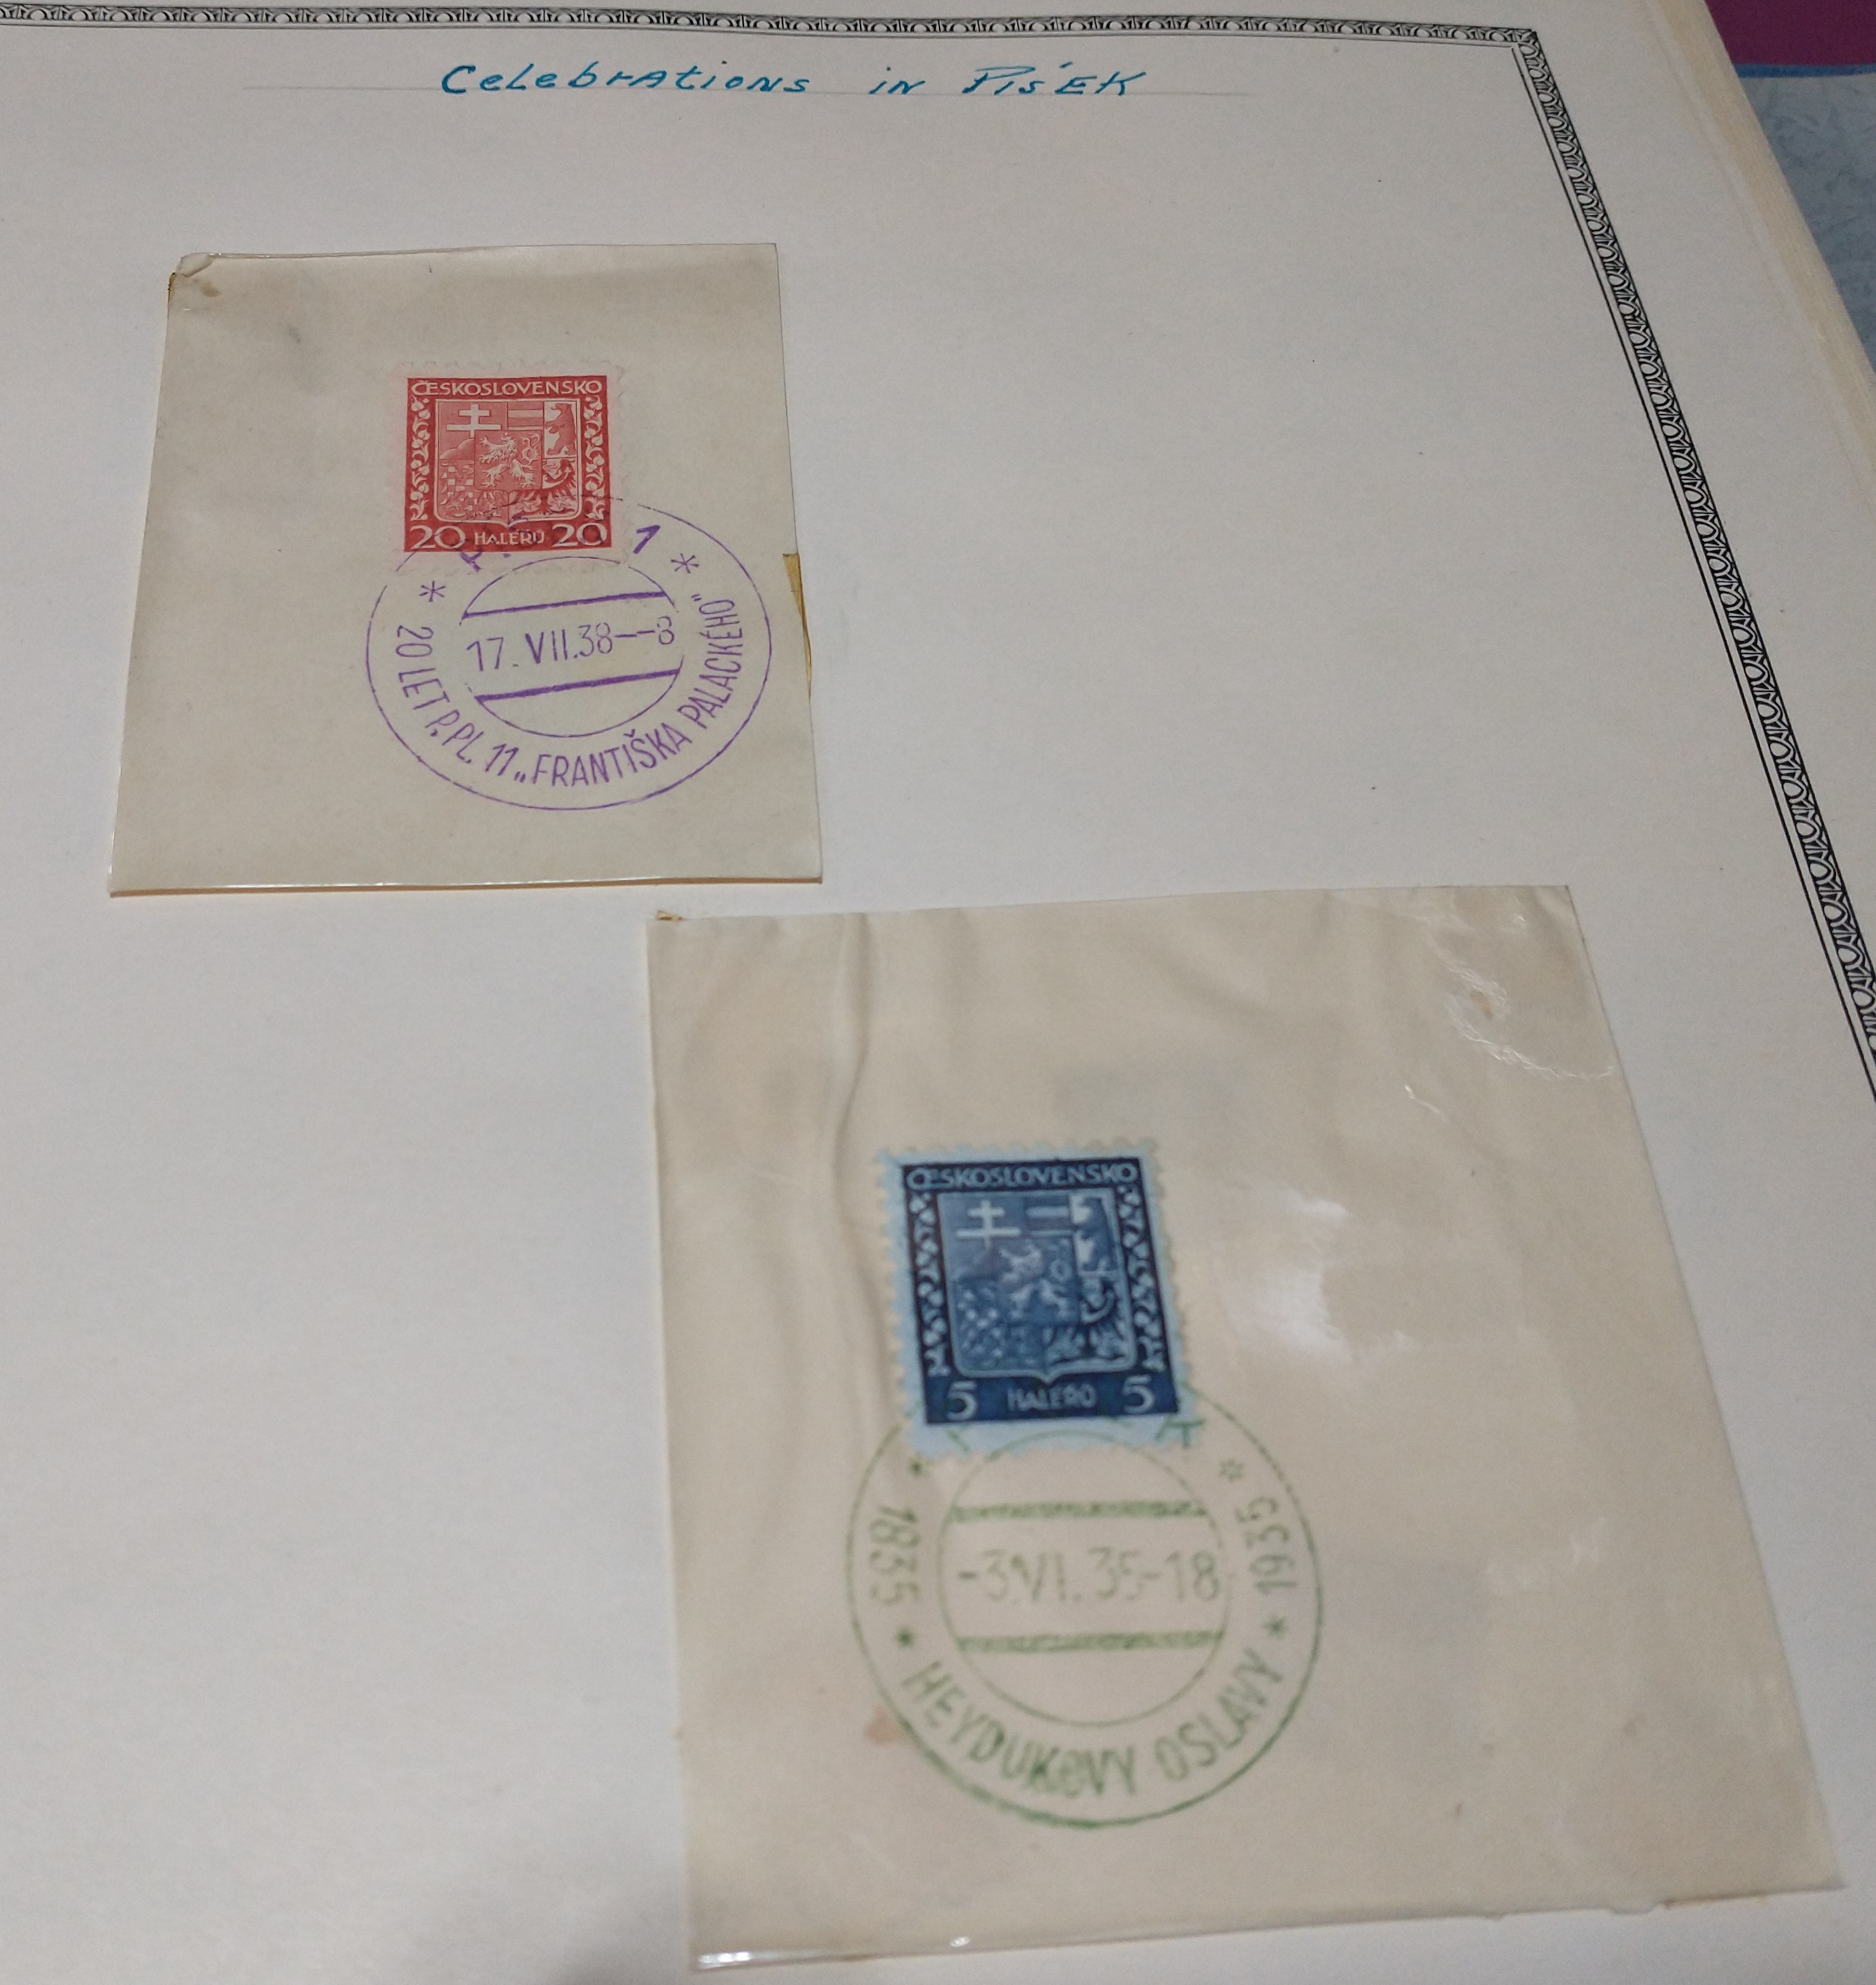 Celebrations in Písek
ČESKOSLOVENSKO
20 HALÉŘŮ 20
1
17. VII. 38 — 8
* 20 LET P. PL. 11 „FRANTIŠKA PALACKÉHO" *
ČESKOSLOVENSKO
5 HALÉŘŮ 5
-3.VI.35-18
* 1835 * HEYDUKOVY OSLAVY * 1935 *